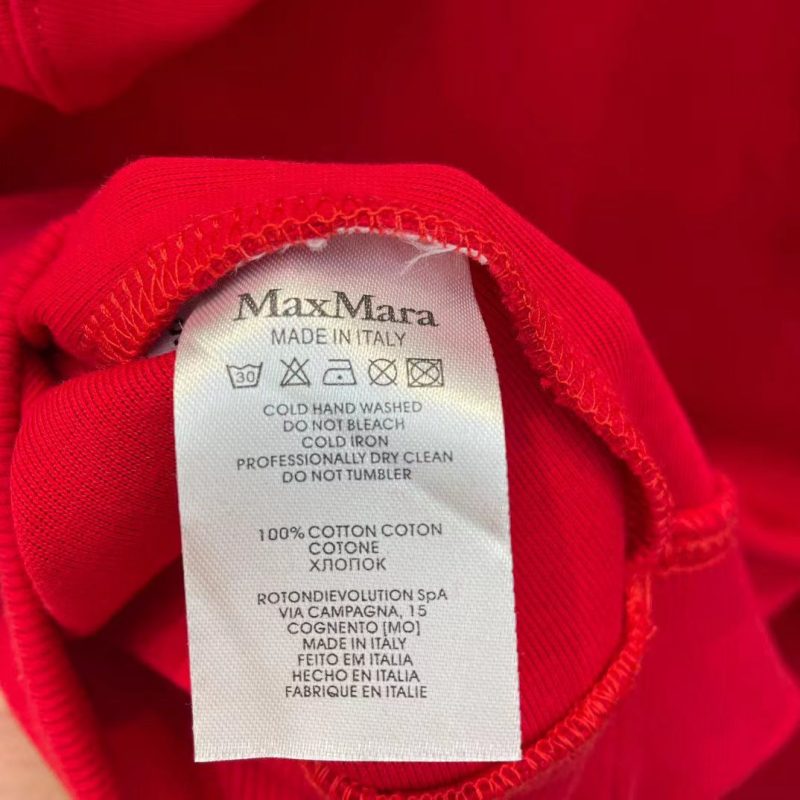 MaxMara
MADE IN ITALY
30
COLD HAND WASHED
DO NOT BLEACH
COLD IRON
PROFESSIONALLY DRY CLEAN
DO NOT TUMBLER
100% COTTON COTON
COTONE
ХЛОПОК
ROTONDIEVOLUTION SpA
VIA CAMPAGNA, 15
COGNENTO [MO]
MADE IN ITALY
FEITO EM ITALIA
HECHO EN ITALIA
FABRIQUE EN ITALIE